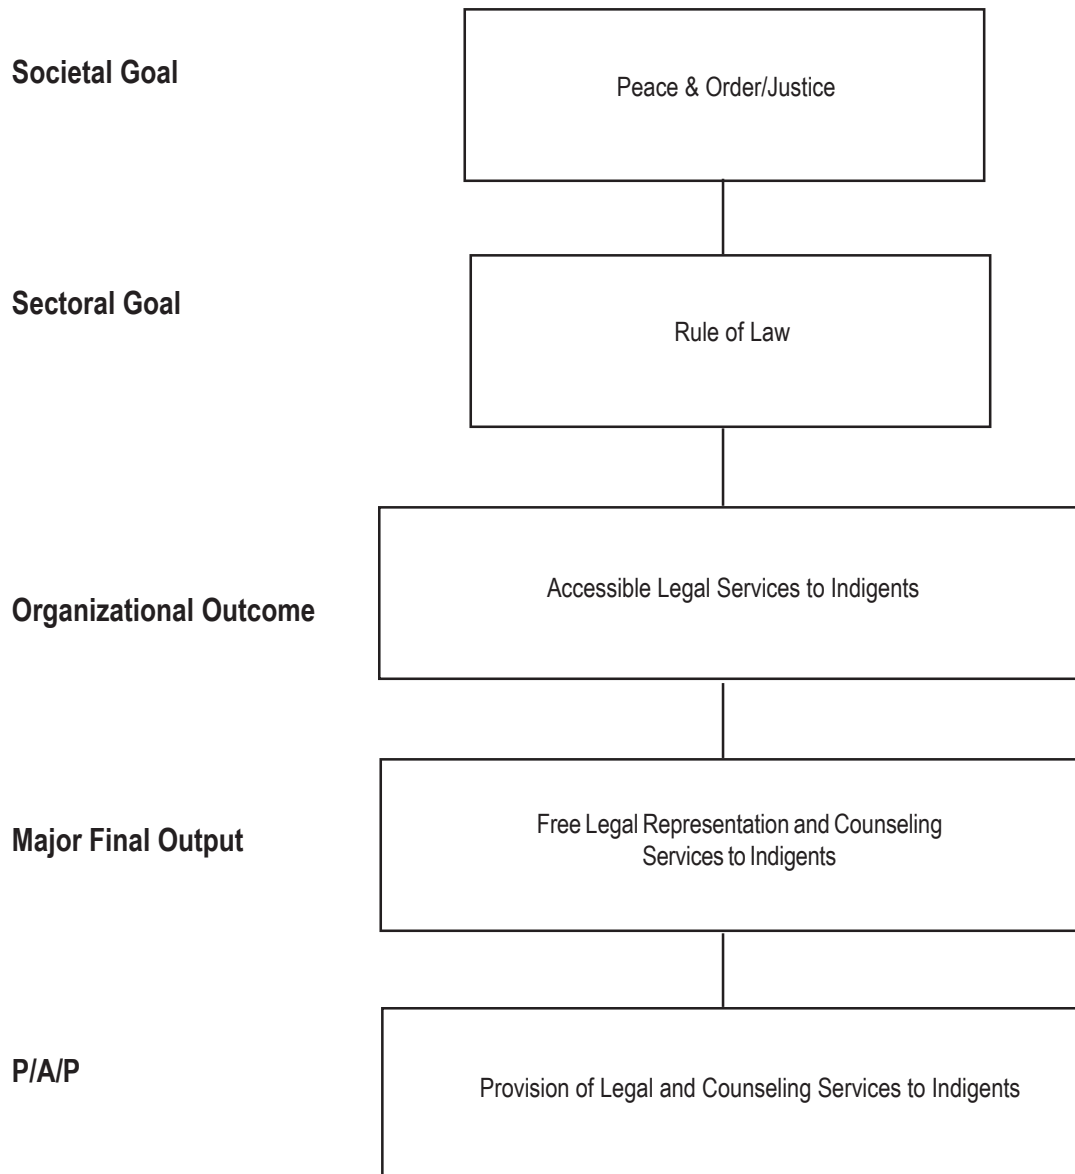 Societal Goal
Peace & Order/Justice
Sectoral Goal
Rule of Law
Organizational Outcome
Accessible Legal Services to Indigents
Major Final Output
Free Legal Representation and Counseling
Services to Indigents
P/A/P
Provision of Legal and Counseling Services to Indigents